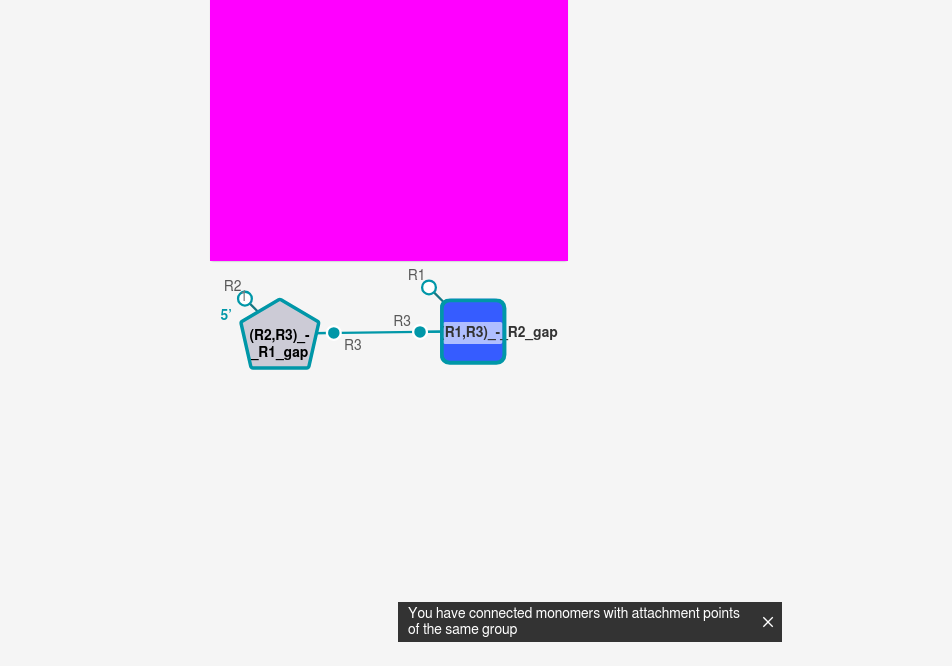 R2
R1
5’
R3
(R2,R3)_-
_R1_gap
R1,R3)_-_R2_gap
R3
You have connected monomers with attachment points
of the same group